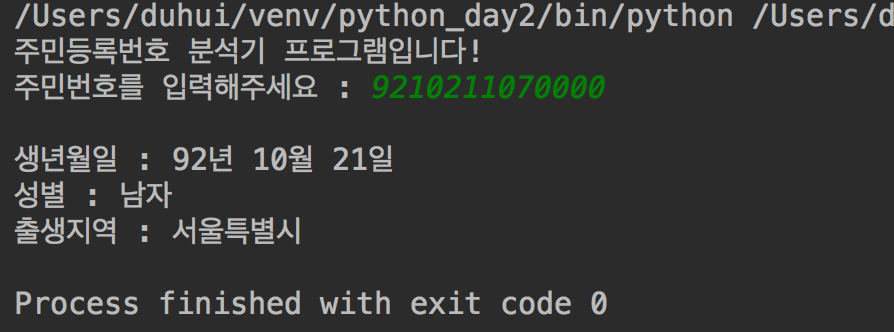 /Users/duhui/venv/python_day2/bin/python /Users/d
주민등록번호 분석기 프로그램입니다!
주민번호를 입력해주세요 : 9210211070000
생년월일 : 92년 10월 21일
성별 : 남자
출생지역 : 서울특별시
Process finished with exit code 0